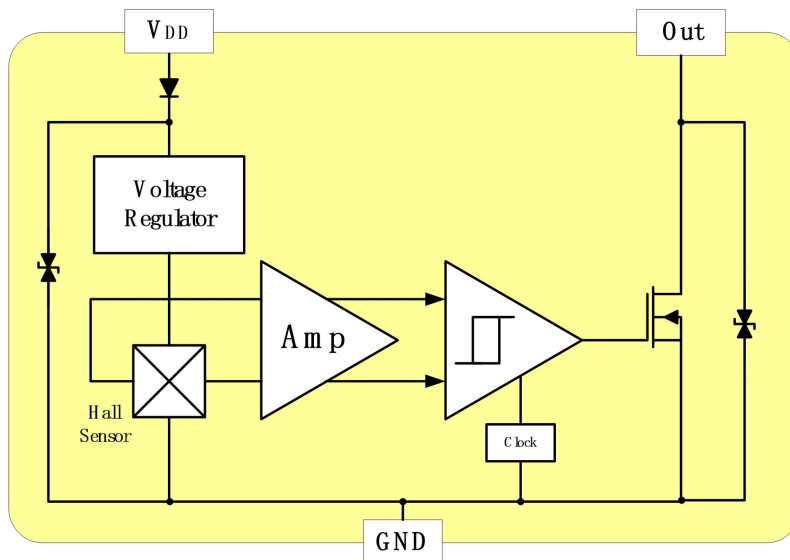 VDD
Out
Voltage
Regulator
Amp
Hall
Sensor
Clock
GND